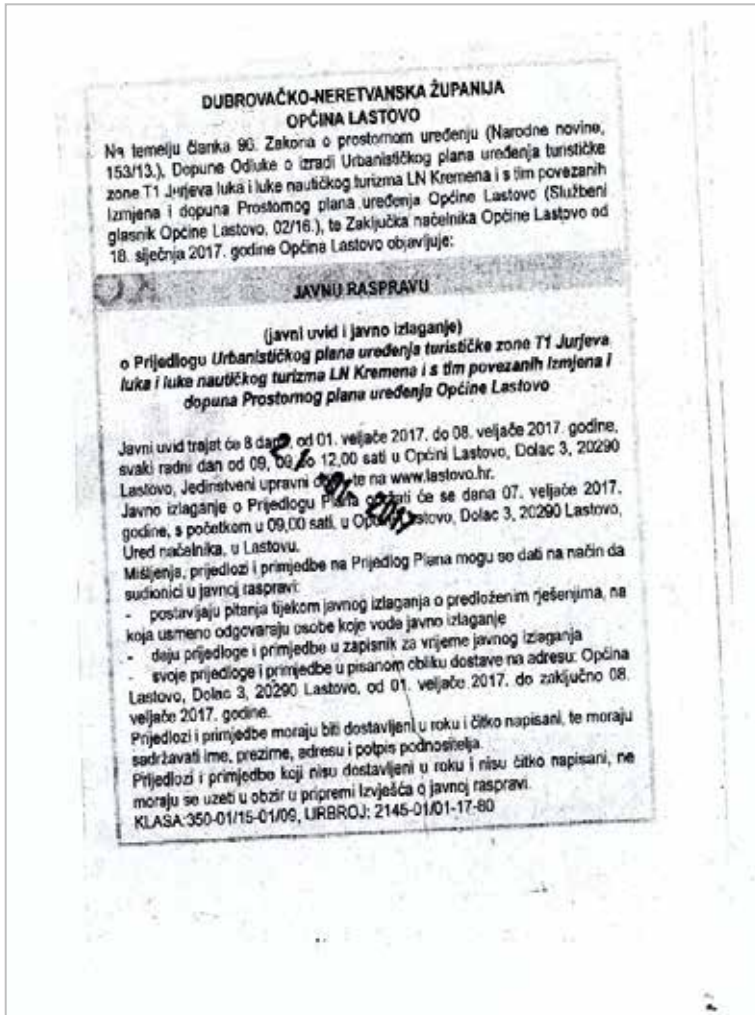 DUBROVAČKO-NERETVANSKA ŽUPANIJA
OPĆINA LASTOVO
Na temelju članka 96. Zakona o prostornom uređenju (Narodne novine,
153/13.), Dopune Odluke o izradi Urbanističkog plana uređenja turističke
zone T1 Jurjeva luka i luke nautičkog turizma LN Kremena i s tim povezanih
Izmjena i dopuna Prostornog plana uređenja Općine Lastovo (Službeni
glasnik Općine Lastovo, 02/16.), te Zaključka načelnika Općine Lastovo od
18. siječnja 2017. godine Općina Lastovo objavljuje:
JAVNU RASPRAVU
(javni uvid i javno izlaganje)
o Prijedlogu Urbanističkog plana uređenja turističke zone T1 Jurjeva
luka i luke nautičkog turizma LN Kremena i s tim povezanih Izmjena i
dopuna Prostornog plana uređenja Općine Lastovo
Javni uvid trajat će 8 dana, od 01. veljače 2017. do 08. veljače 2017. godine,
svaki radni dan od 09, do 12,00 sati u Općini Lastovo, Dolac 3, 20290
Lastovo, Jedinstveni upravni te na www.lastovo.hr.
Javno izlaganje o Prijedlogu Plana održati će se dana 07. veljače 2017.
godine, s početkom u 09,00 sati, u Općini Lastovo, Dolac 3, 20290 Lastovo,
Ured načelnika, u Lastovu.
Mišljenja, prijedlozi i primjedbe na Prijedlog Plana mogu se dati na način da
sudionici u javnoj raspravi:
- postavljaju pitanja tijekom javnog izlaganja o predloženim rješenjima, na
koja usmeno odgovaraju osobe koje vode javno izlaganje
- daju prijedloge i primjedbe u zapisnik za vrijeme javnog izlaganja
- svoje prijedloge i primjedbe u pisanom obliku dostave na adresu: Općina
Lastovo, Dolac 3, 20290 Lastovo, od 01. veljače 2017. do zaključno 08.
veljače 2017. godine.
Prijedlozi i primjedbe moraju biti dostavljeni u roku i čitko napisani, te moraju
sadržavati ime, prezime, adresu i potpis podnositelja.
Prijedlozi i primjedbe koji nisu dostavljeni u roku i nisu čitko napisani, ne
moraju se uzeti u obzir u pripremi Izvješća o javnoj raspravi.
KLASA:350-01/15-01/09, URBROJ: 2145-01/01-17-80